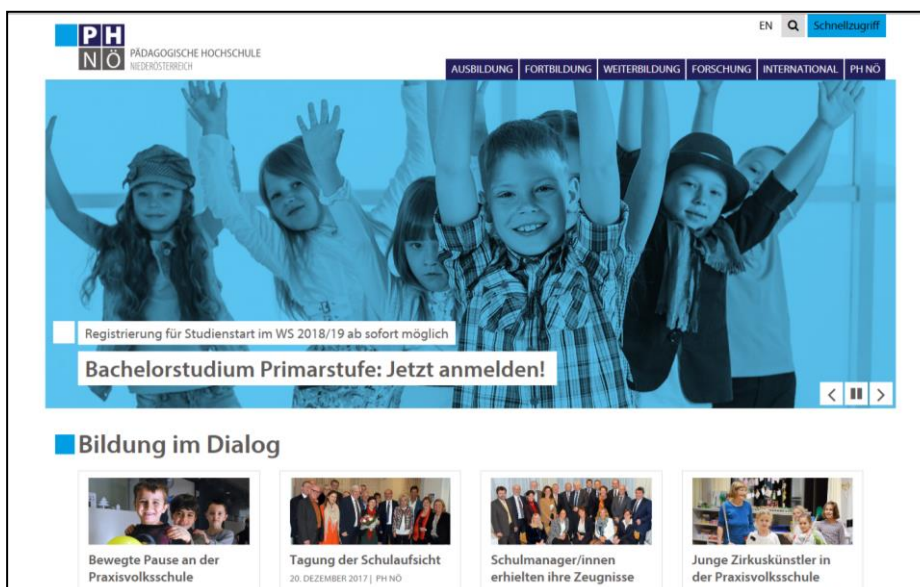 PH
NÖ
PÄDAGOGISCHE HOCHSCHULE
NIEDERÖSTERREICH
EN
Schnellzugriff
AUSBILDUNG
FORTBILDUNG
WEITERBILDUNG
FORSCHUNG
INTERNATIONAL
PH NÖ
Registrierung für Studienstart im WS 2018/19 ab sofort möglich
Bachelorstudium Primarstufe: Jetzt anmelden!
Bildung im Dialog
Bewegte Pause an der
Praxisvolksschule
Tagung der Schulaufsicht
20. DEZEMBER 2017 | PH NÖ
Schulmanager/innen
erhielten ihre Zeugnisse
Junge Zirkuskünstler in
der Praxisvolksschule